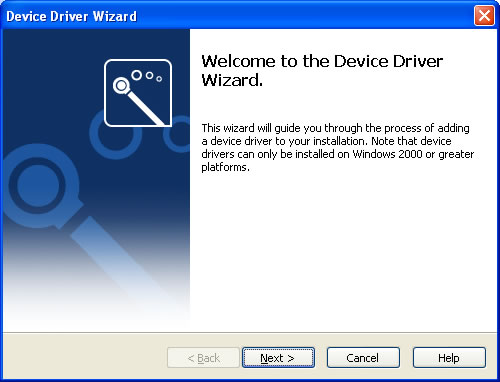 Device Driver Wizard
Welcome to the Device Driver
Wizard.
This wizard will guide you through the process of adding
a device driver to your installation. Note that device
drivers can only be installed on Windows 2000 or greater
platforms.
< Back Next > Cancel Help